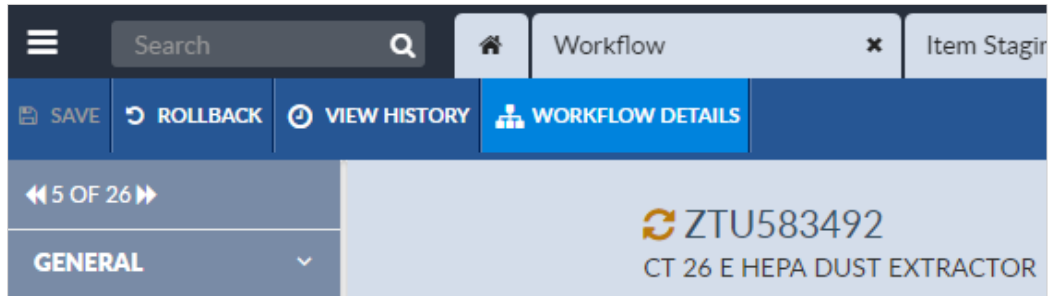 Search
Workflow
Item Stagin
SAVE ROLLBACK VIEW HISTORY WORKFLOW DETAILS
5 OF 26
ZTU583492
GENERAL
CT 26 E HEPA DUST EXTRACTOR